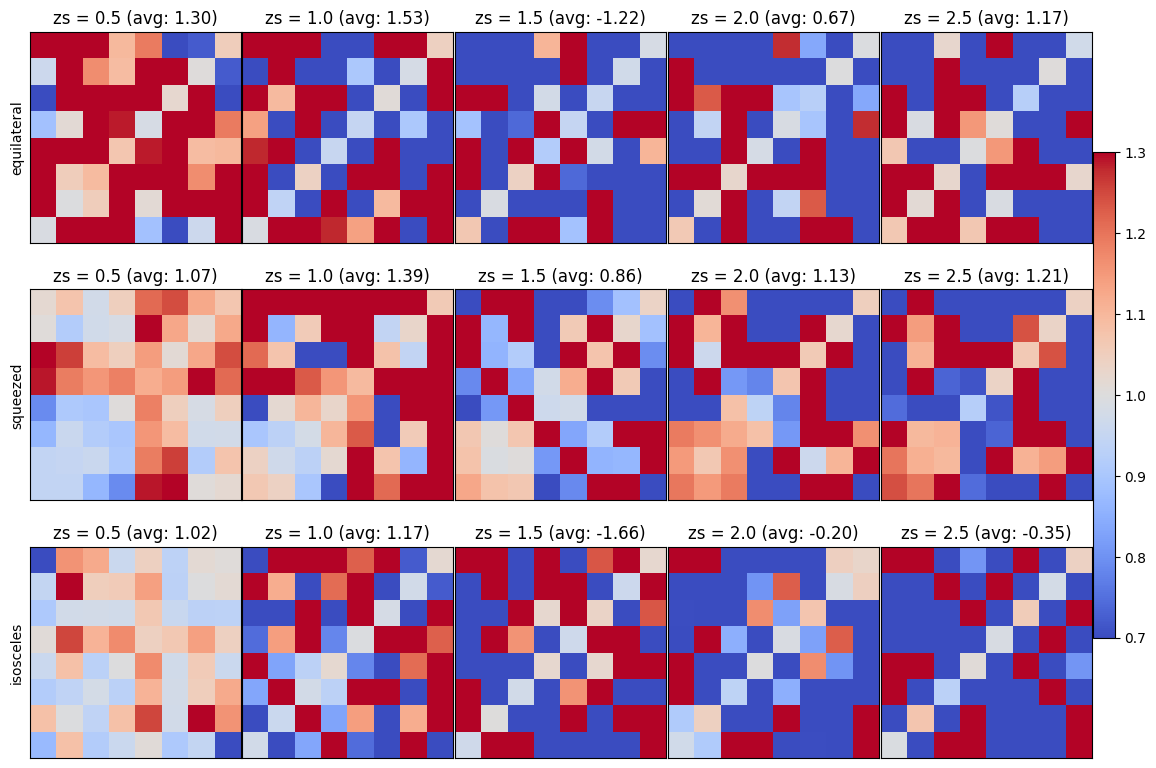 zs = 0.5 (avg: 1.30) zs = 1.0 (avg: 1.53) zs = 1.5 (avg: -1.22) zs = 2.0 (avg: 0.67) zs = 2.5 (avg: 1.17)
equilateral
zs = 0.5 (avg: 1.07) zs = 1.0 (avg: 1.39) zs = 1.5 (avg: 0.86) zs = 2.0 (avg: 1.13) zs = 2.5 (avg: 1.21)
squeezed
zs = 0.5 (avg: 1.02) zs = 1.0 (avg: 1.17) zs = 1.5 (avg: -1.66) zs = 2.0 (avg: -0.20) zs = 2.5 (avg: -0.35)
isosceles
1.3
1.2
1.1
1.0
0.9
0.8
0.7